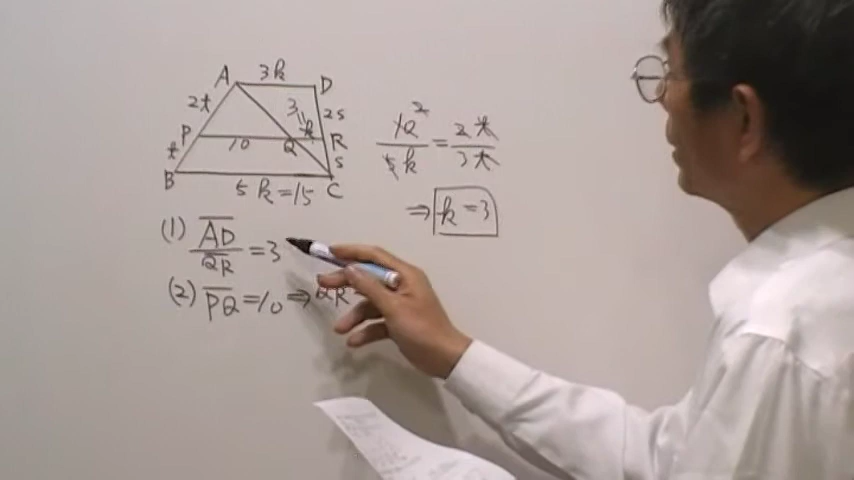 A 3k D
2t 3 2s
P 10 Q k R
t s
B 5k=15 C
10² / 5k = 2t / 3t
⇒ k=3
(1) AD / QR = 3
(2) PQ = 10 ⇒ QR =